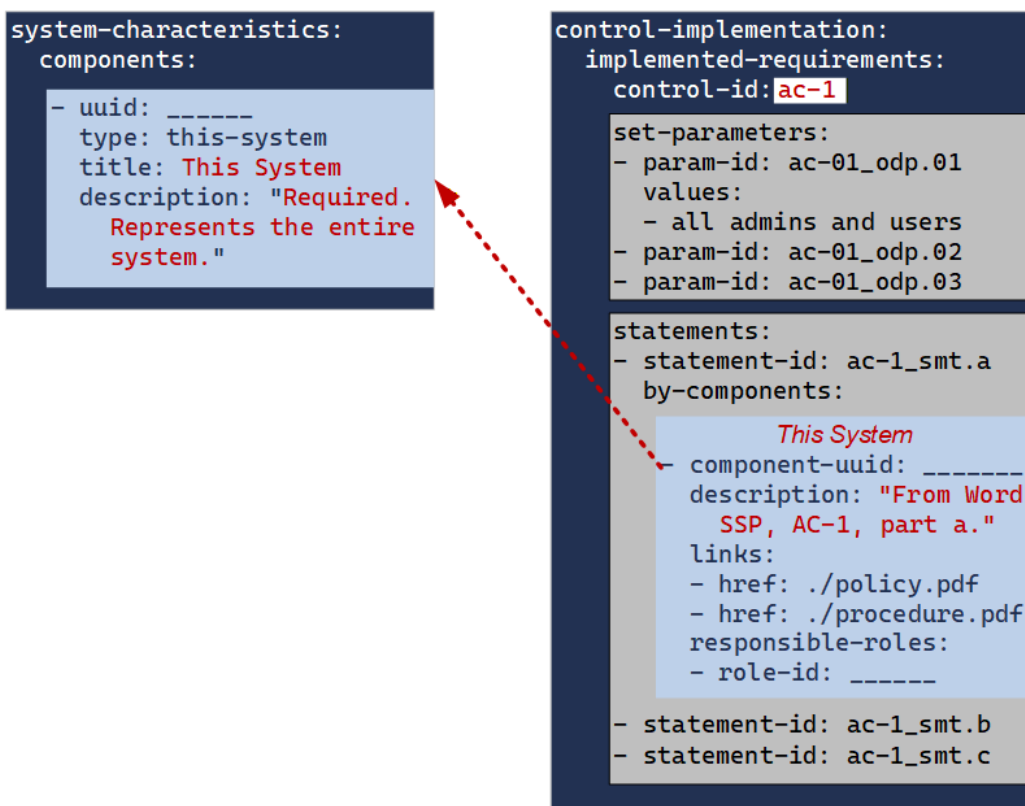 system-characteristics:
components:
- uuid: ______
type: this-system
title: This System
description: "Required.
Represents the entire
system."
control-implementation:
implemented-requirements:
control-id: ac-1
set-parameters:
- param-id: ac-01_odp.01
values:
- all admins and users
- param-id: ac-01_odp.02
- param-id: ac-01_odp.03
statements:
- statement-id: ac-1_smt.a
by-components:
This System
- component-uuid: _______
description: "From Word
SSP, AC-1, part a."
links:
- href: ./policy.pdf
- href: ./procedure.pdf
responsible-roles:
- role-id: ______
- statement-id: ac-1_smt.b
- statement-id: ac-1_smt.c